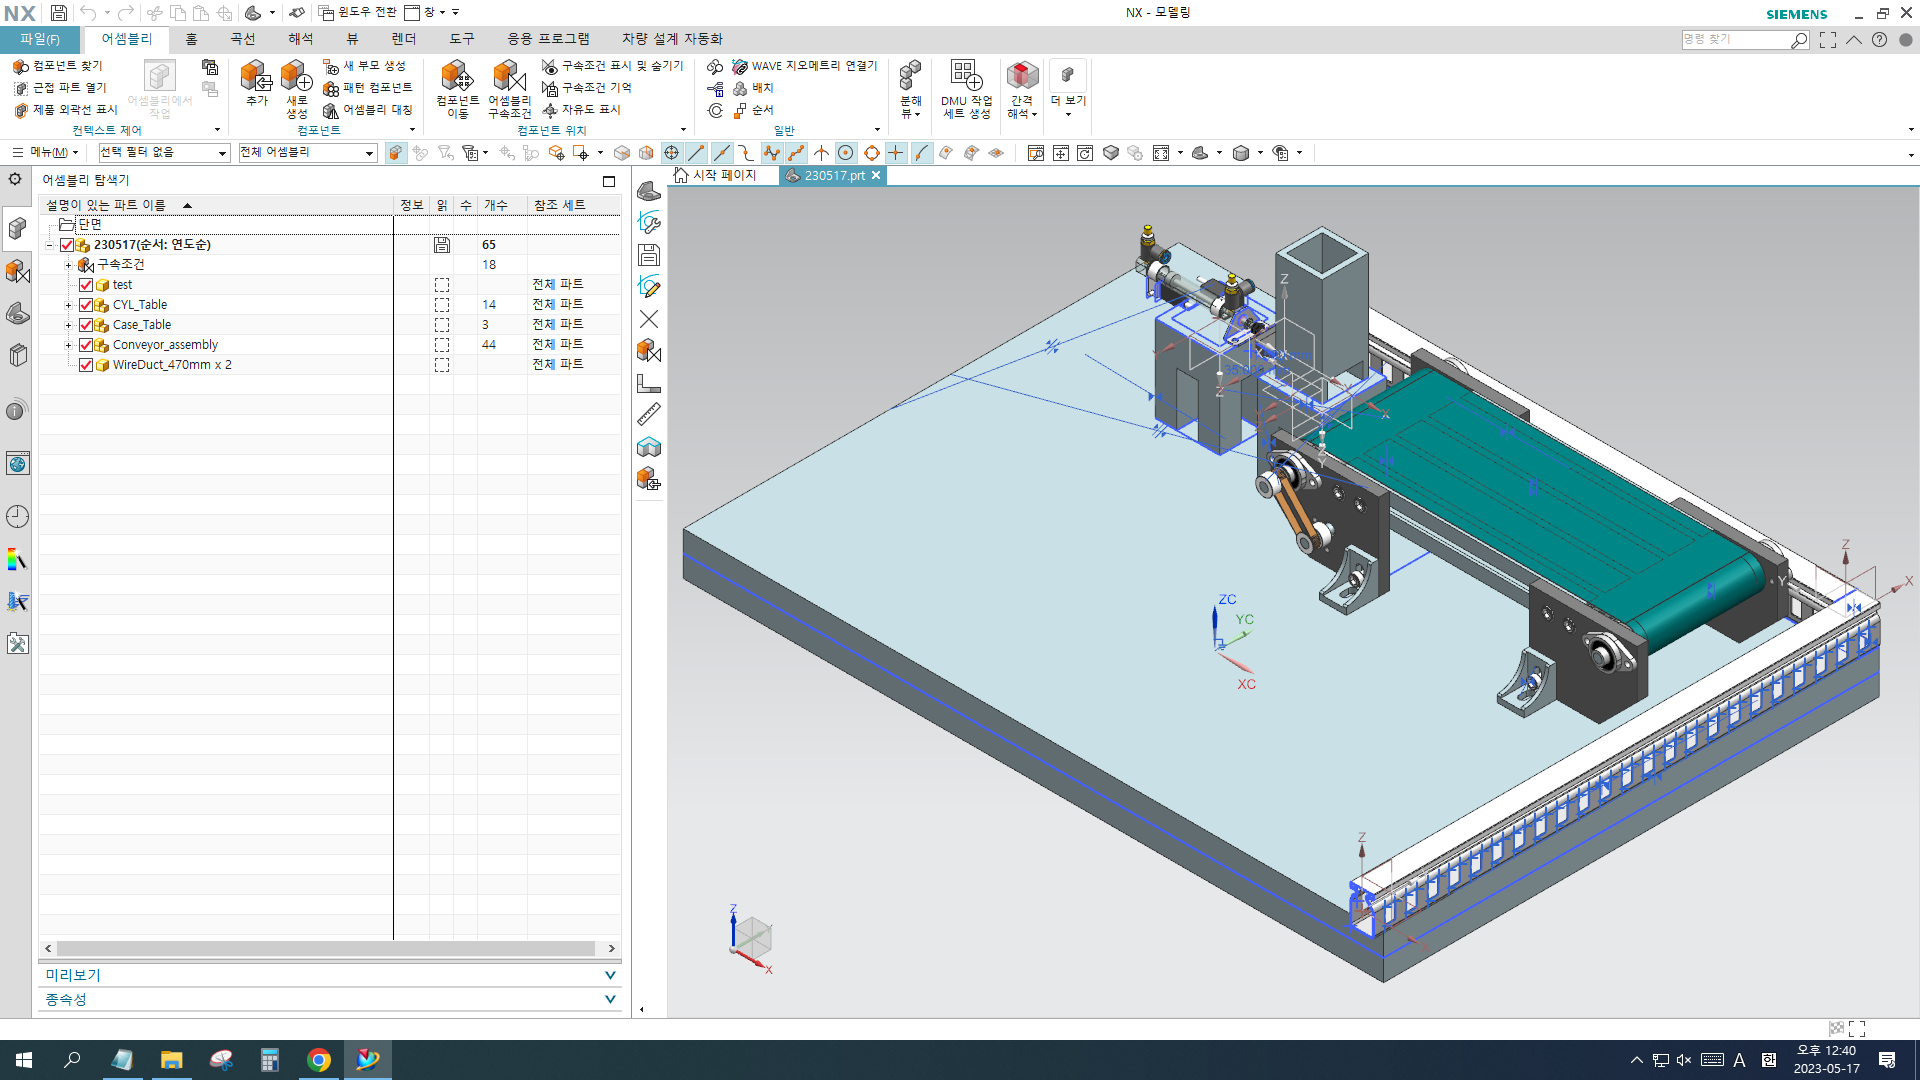 NX
윈도우 전환
창
NX - 모델링
SIEMENS
파일(F)
어셈블리
홈
곡선
해석
뷰
렌더
도구
응용 프로그램
차량 설계 자동화
명령 찾기
컴포넌트 찾기
근접 파트 열기
제품 외곽선 표시
어셈블리에서 작업
컨텍스트 제어
추가
새로 생성
새 부모 생성
패턴 컴포넌트
어셈블리 대칭
컴포넌트
컴포넌트 이동
어셈블리 구속조건
구속조건 표시 및 숨기기
구속조건 기억
자유도 표시
컴포넌트 위치
WAVE 지오메트리 연결기
배치
순서
일반
분해 뷰
DMU 작업 세트 생성
간격 해석
더 보기
메뉴(M)
선택 필터 없음
전체 어셈블리
어셈블리 탐색기
시작 페이지
230517.prt
설명이 있는 파트 이름 정보 읽 수 개수 참조 세트
단면
230517(순서: 연도순) 65
구속조건 18
test 전체 파트
CYL_Table 14 전체 파트
Case_Table 3 전체 파트
Conveyor_assembly 44 전체 파트
WireDuct_470mm x 2 전체 파트
미리보기
종속성
Z
Z
X
Y
X
Z
Y
Z
X
Y
ZC
YC
XC
Z
Z
X
A
오후 12:40
2023-05-17